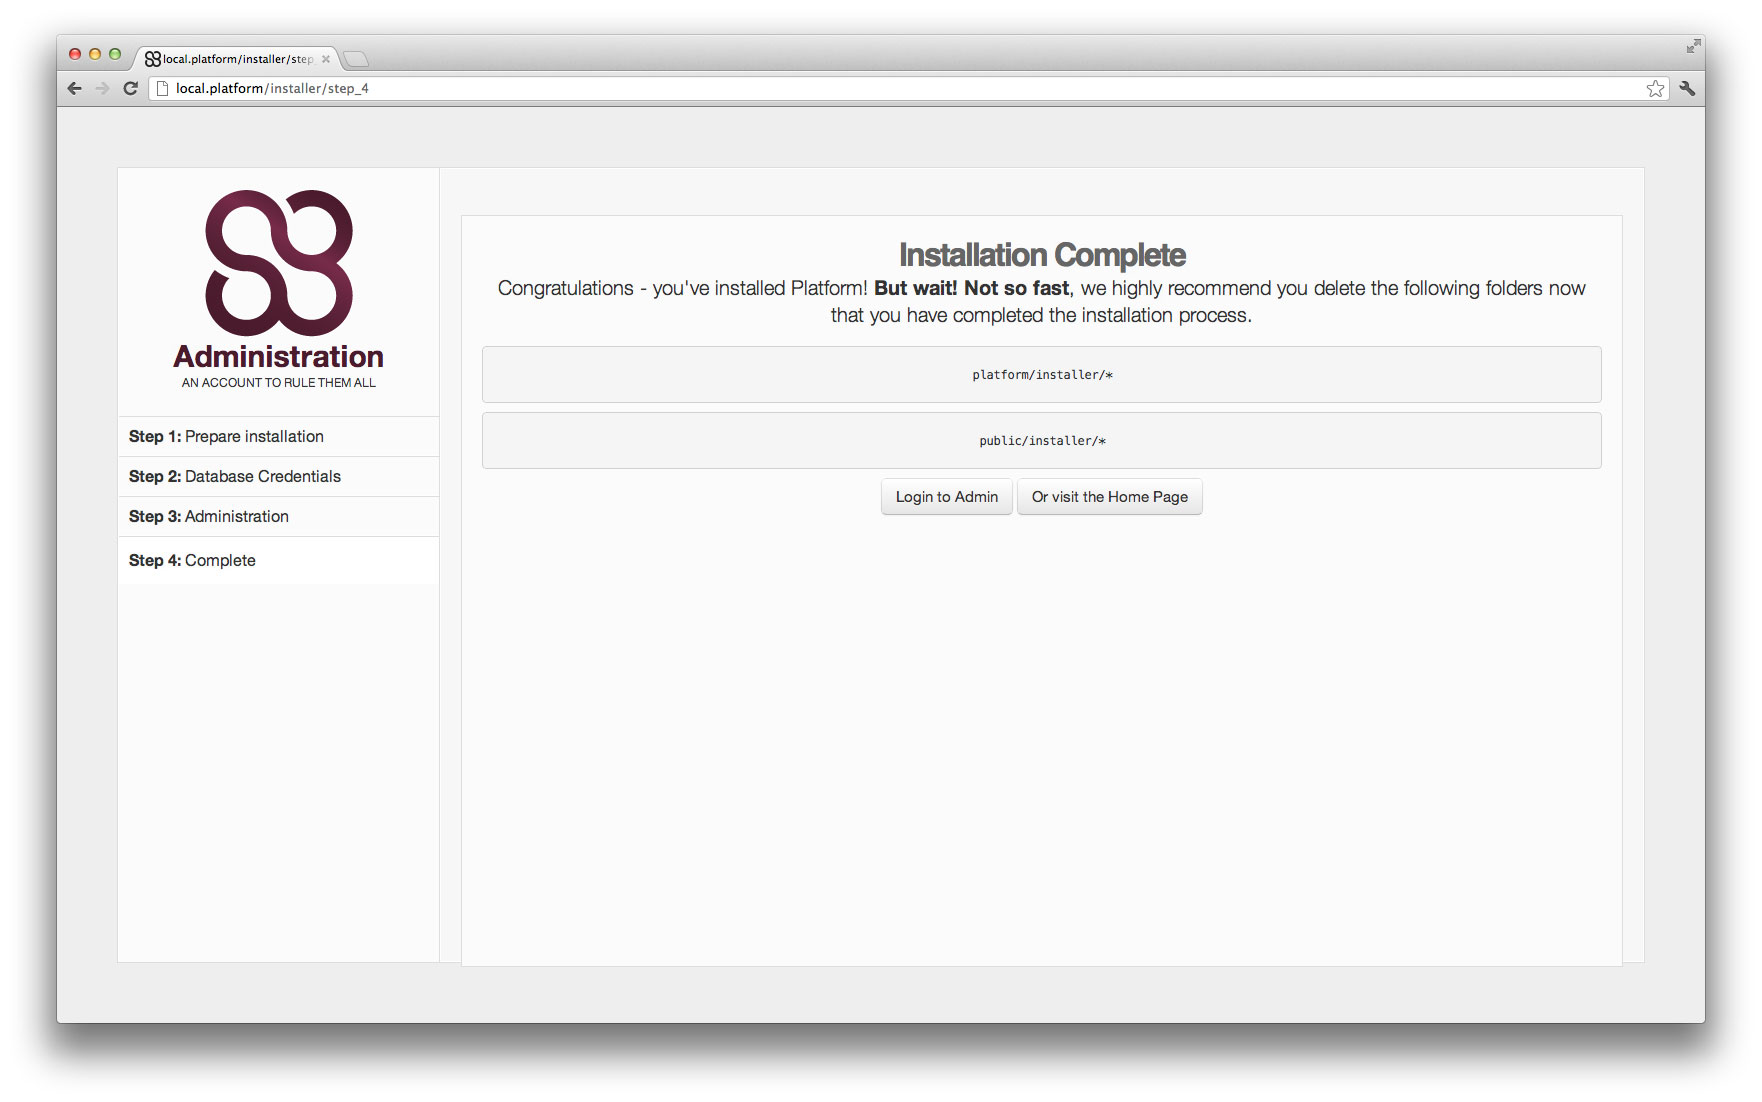 local.platform/installer/step_
local.platform/installer/step_4
Administration
AN ACCOUNT TO RULE THEM ALL
Step 1: Prepare installation
Step 2: Database Credentials
Step 3: Administration
Step 4: Complete
Installation Complete
Congratulations - you've installed Platform! But wait! Not so fast, we highly recommend you delete the following folders now
that you have completed the installation process.
platform/installer/*
public/installer/*
Login to Admin
Or visit the Home Page